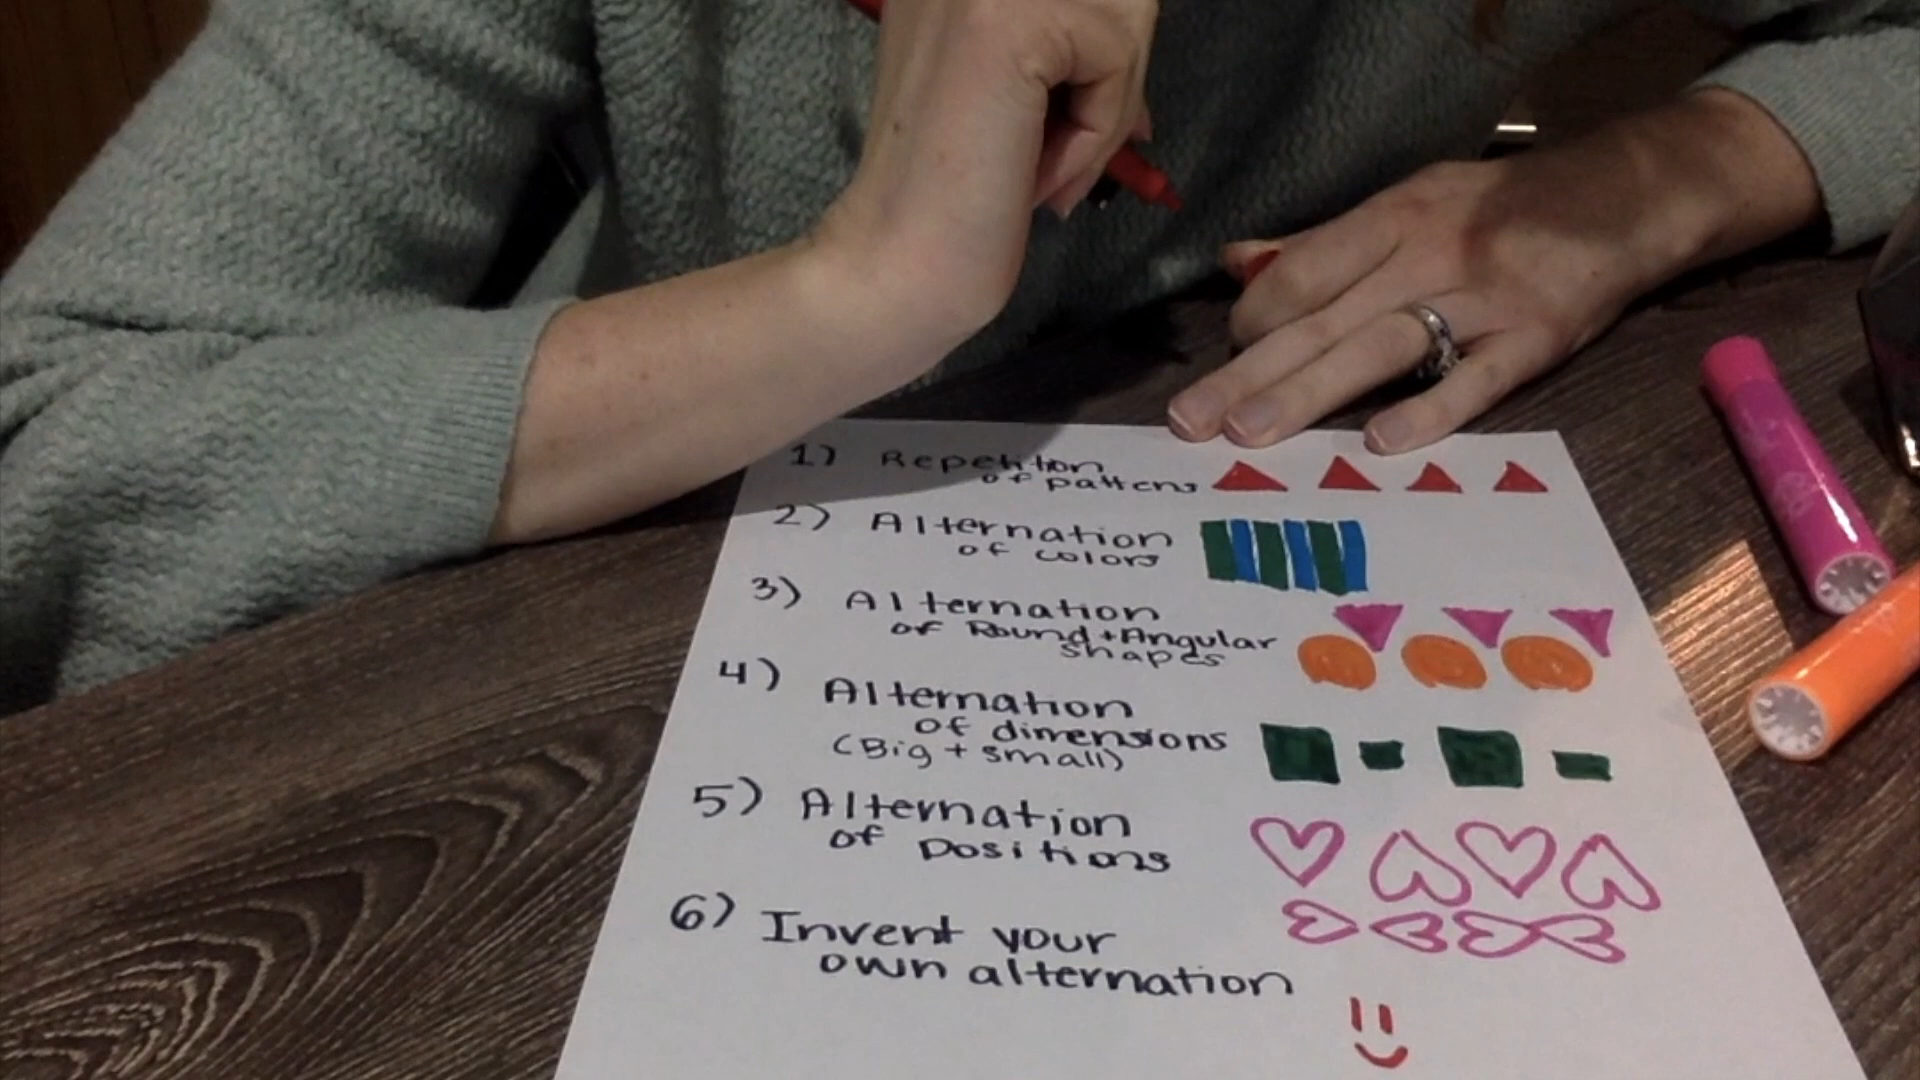 1) Repetition
of pattens
2) Alternation
of colors
3) Alternation
of Round + Angular
shapes
4) Alternation
of dimensions
(Big + small)
5) Alternation
of Positions
6) Invent your
own alternation